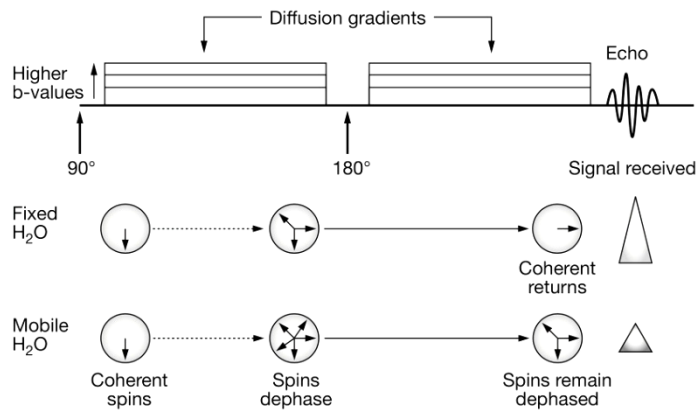 Diffusion gradients
Echo
Higher
b-values
90°
180°
Signal received
Fixed
H₂O
Coherent
returns
Mobile
H₂O
Coherent
spins
Spins
dephase
Spins remain
dephased